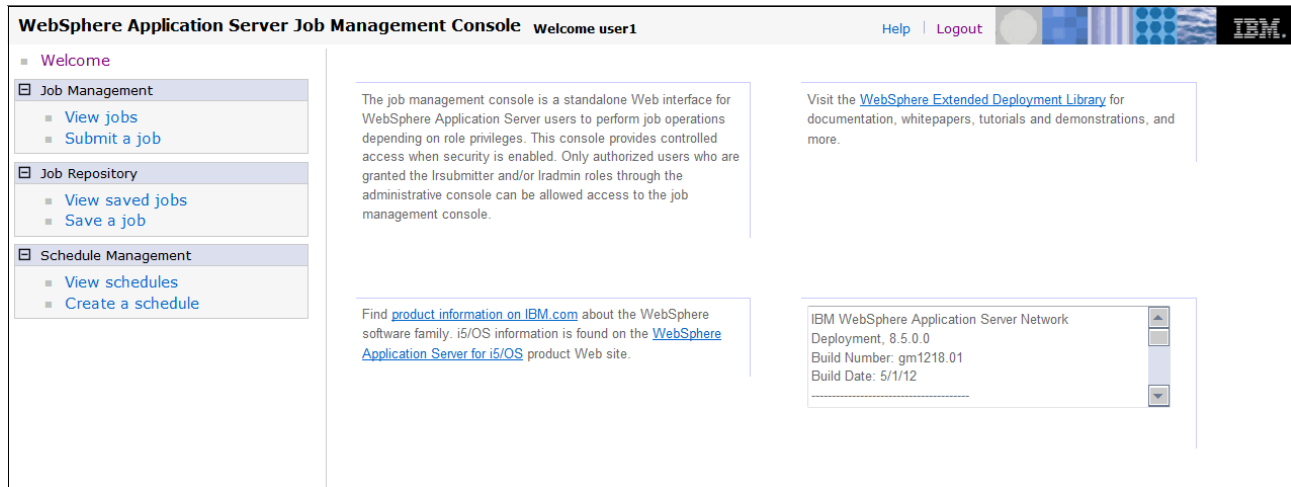 WebSphere Application Server Job Management Console Welcome user1
Help Logout
IBM.
Welcome
Job Management
View jobs
Submit a job
Job Repository
View saved jobs
Save a job
Schedule Management
View schedules
Create a schedule
The job management console is a standalone Web interface for
WebSphere Application Server users to perform job operations
depending on role privileges. This console provides controlled
access when security is enabled. Only authorized users who are
granted the lrsubmitter and/or lradmin roles through the
administrative console can be allowed access to the job
management console.
Visit the WebSphere Extended Deployment Library for
documentation, whitepapers, tutorials and demonstrations, and
more.
Find product information on IBM.com about the WebSphere
software family. i5/OS information is found on the WebSphere
Application Server for i5/OS product Web site.
IBM WebSphere Application Server Network
Deployment, 8.5.0.0
Build Number: gm1218.01
Build Date: 5/1/12
---------------------------------------